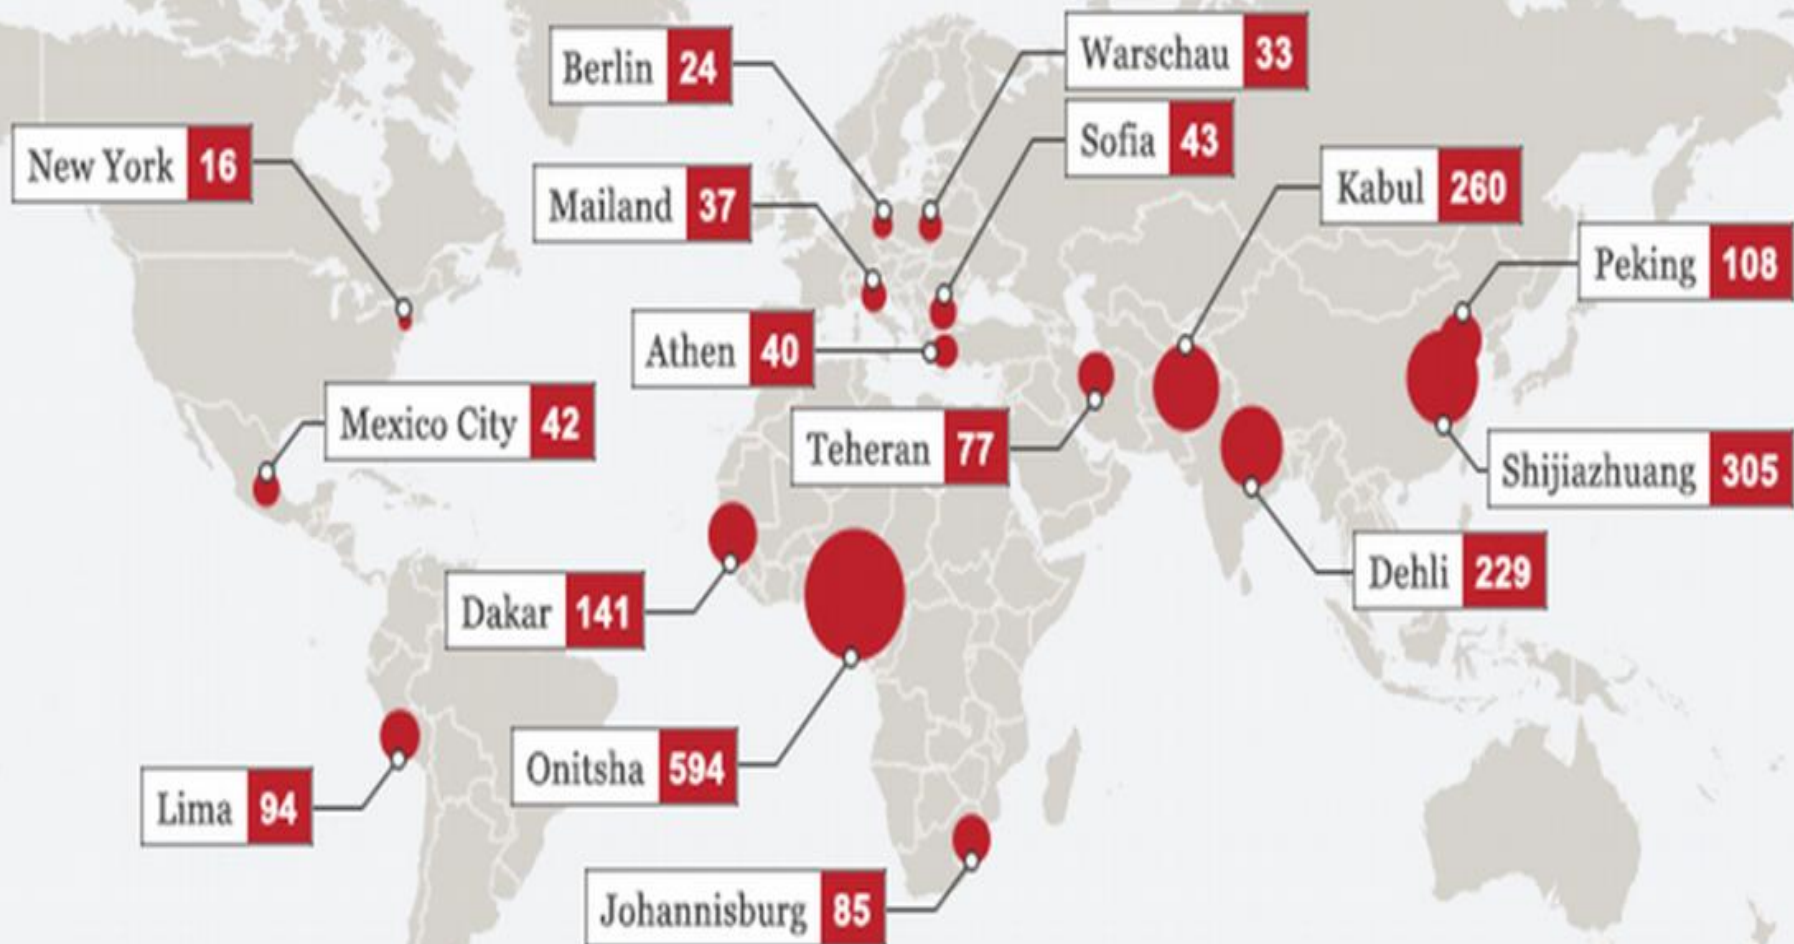 Berlin 24
Warschau 33
Sofia 43
New York 16
Mailand 37
Kabul 260
Peking 108
Athen 40
Mexico City 42
Teheran 77
Shijiazhuang 305
Dakar 141
Dehli 229
Onitsha 594
Lima 94
Johannisburg 85